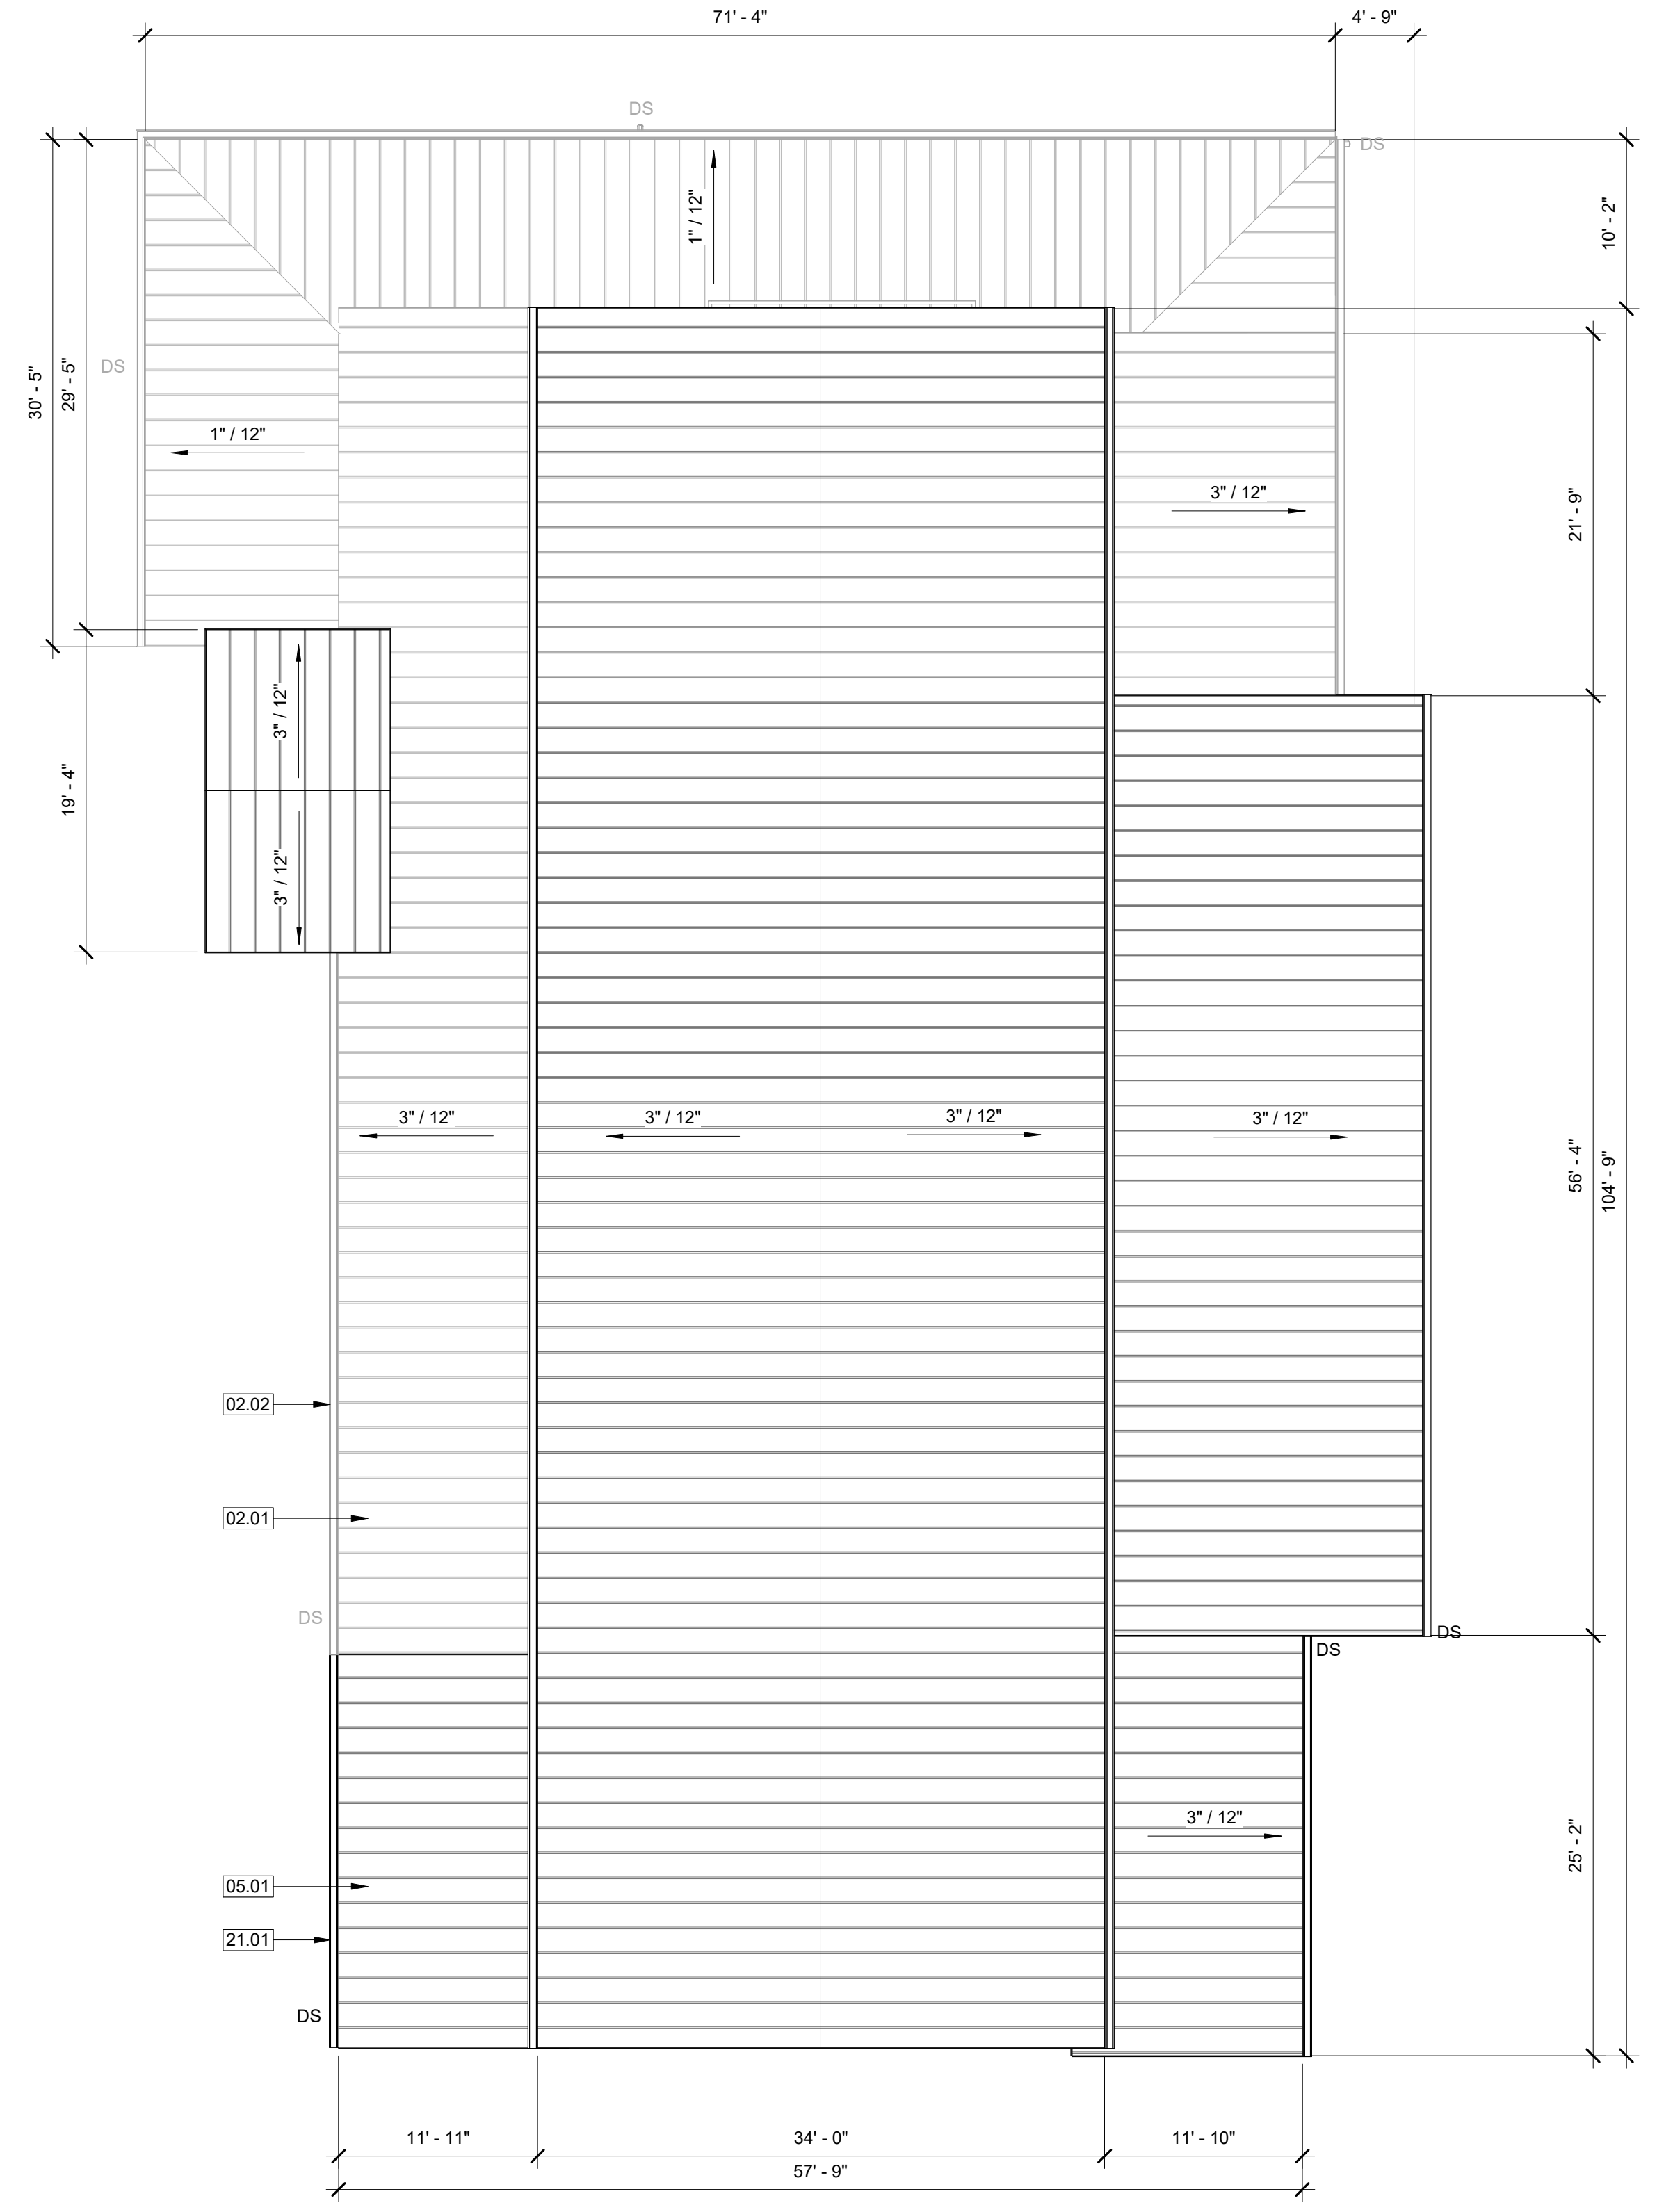 71' - 4"
4' - 9"
DS
DS
1" / 12"
10' - 2"
30' - 5"
29' - 5"
DS
1" / 12"
3" / 12"
21' - 9"
3" / 12"
19' - 4"
3" / 12"
3" / 12"
3" / 12"
3" / 12"
3" / 12"
56' - 4"
104' - 9"
02.02
02.01
DS
DS
DS
3" / 12"
25' - 2"
05.01
21.01
DS
11' - 11"
34' - 0"
11' - 10"
57' - 9"